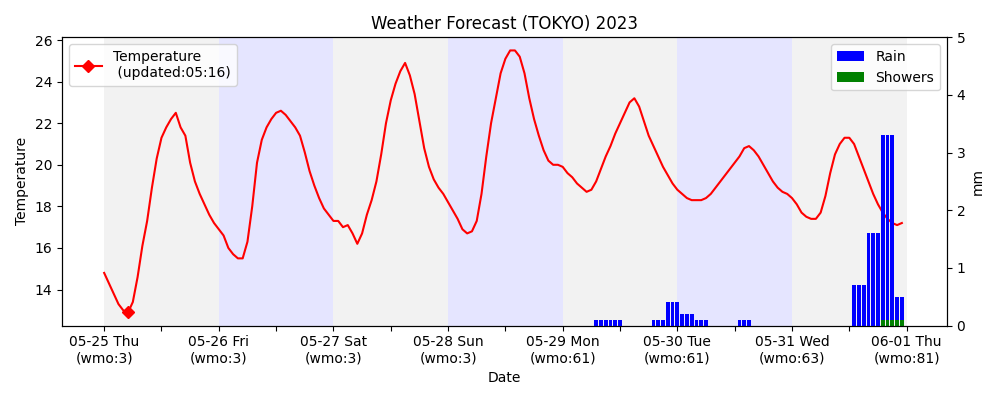 Weather Forecast (TOKYO) 2023
Temperature
(updated:05:16)
Rain
Showers
26
24
22
20
18
16
14
Temperature
5
4
3
2
1
0
mm
05-25 Thu 05-26 Fri 05-27 Sat 05-28 Sun 05-29 Mon 05-30 Tue 05-31 Wed 06-01 Thu
(wmo:3) (wmo:3) (wmo:3) (wmo:3) (wmo:61) (wmo:61) (wmo:63) (wmo:81)
Date